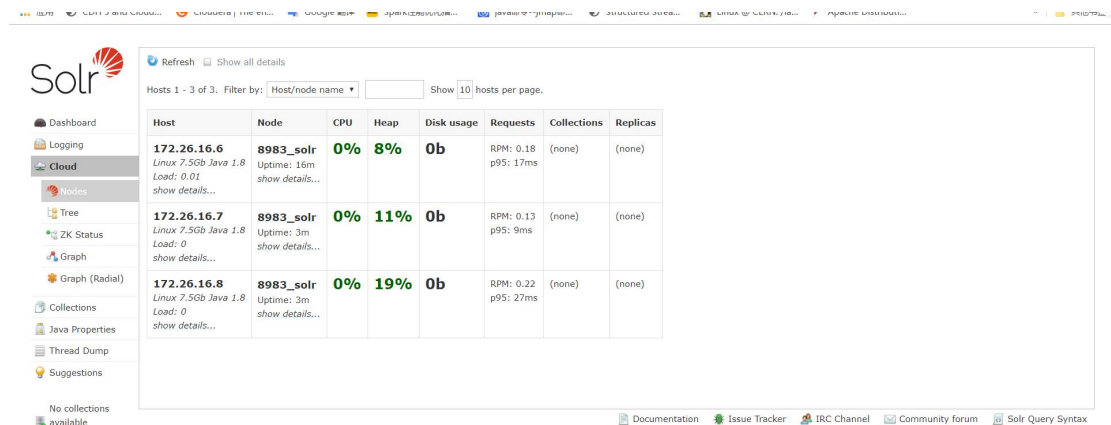 Solr
Refresh Show all details
Hosts 1 - 3 of 3. Filter by: Host/node name Show 10 hosts per page.
Dashboard
Logging
Cloud
Nodes
Tree
ZK Status
Graph
Graph (Radial)
Collections
Java Properties
Thread Dump
Suggestions
No collections
available
Host Node CPU Heap Disk usage Requests Collections Replicas
172.26.16.6 8983_solr 0% 8% 0b RPM: 0.18 (none) (none)
Linux 7.5Gb Java 1.8 Uptime: 16m p95: 17ms
Load: 0.01 show details...
show details...
172.26.16.7 8983_solr 0% 11% 0b RPM: 0.13 (none) (none)
Linux 7.5Gb Java 1.8 Uptime: 3m p95: 9ms
Load: 0 show details...
show details...
172.26.16.8 8983_solr 0% 19% 0b RPM: 0.22 (none) (none)
Linux 7.5Gb Java 1.8 Uptime: 3m p95: 27ms
Load: 0 show details...
show details...
Documentation Issue Tracker IRC Channel Community forum Solr Query Syntax